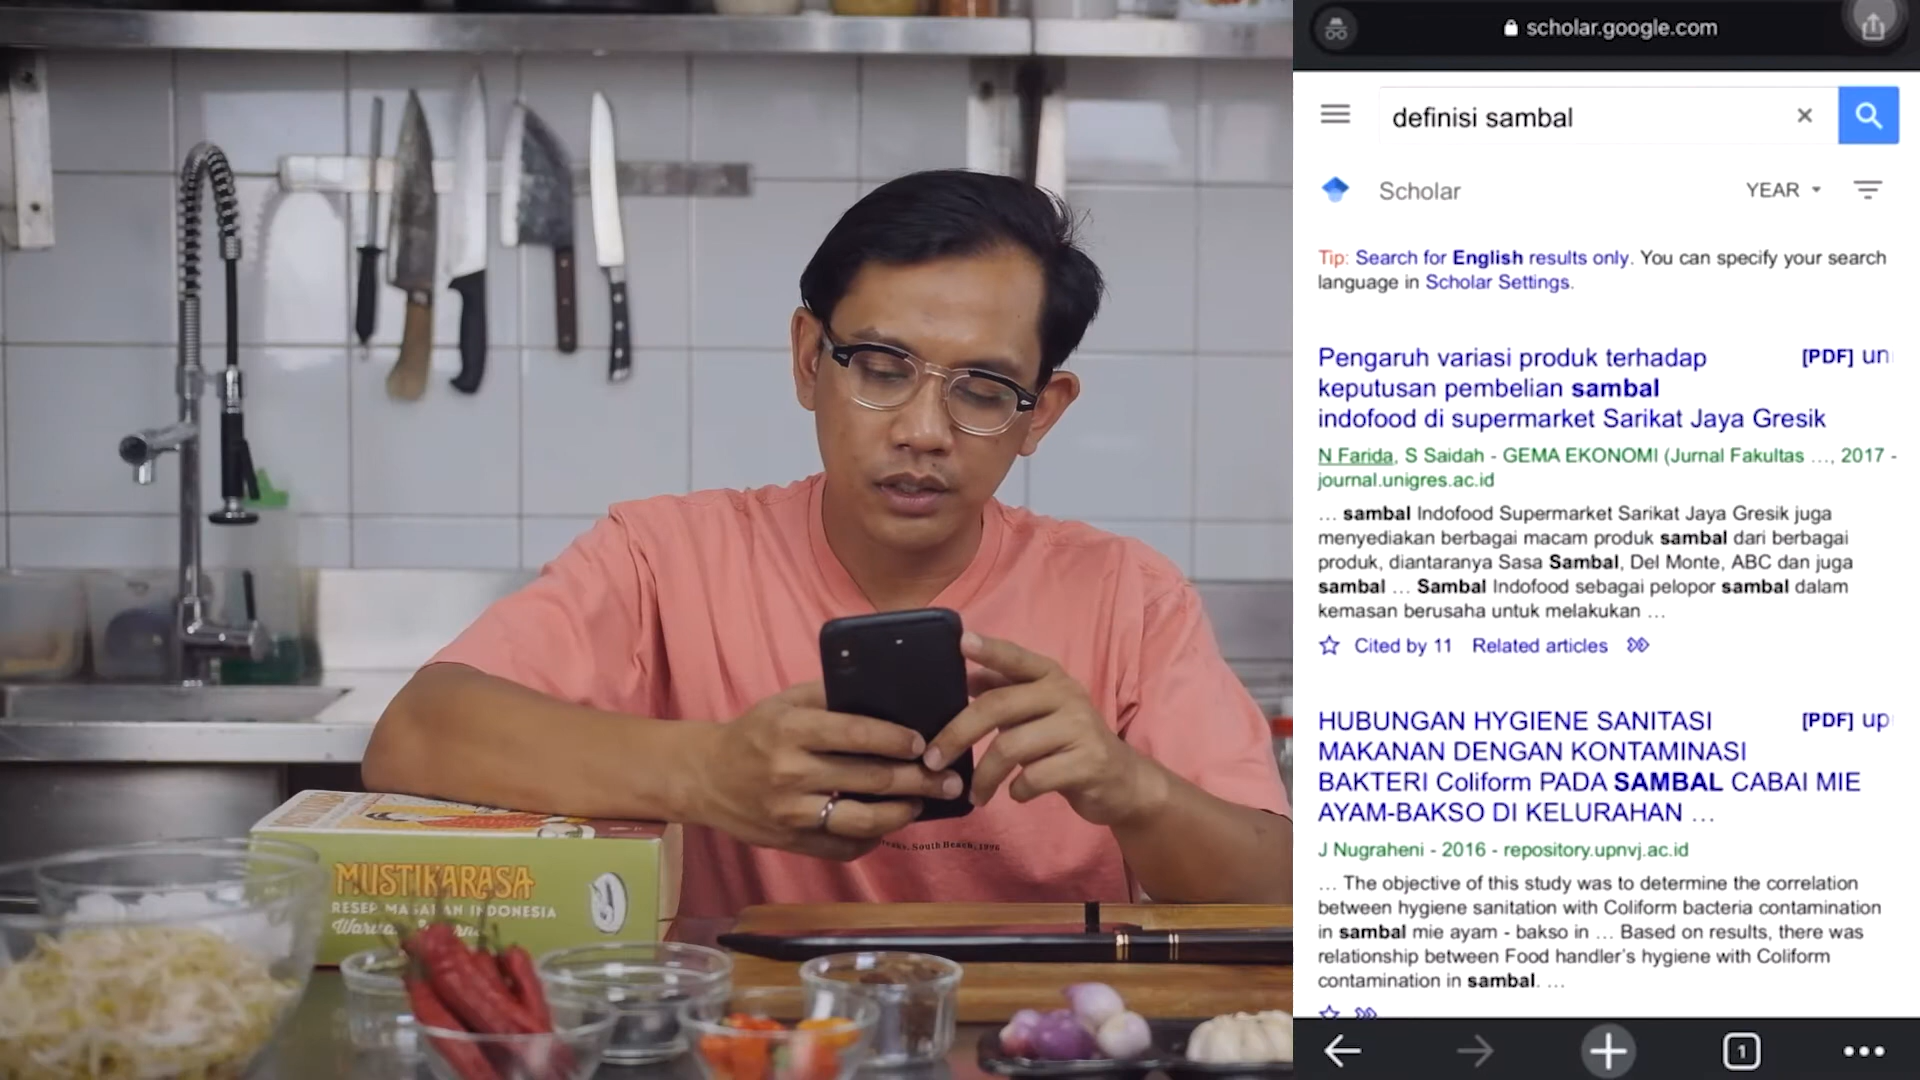 MUSTIKARASA
RESEP MASAKAN INDONESIA
South Beach, 1996
scholar.google.com
definisi sambal
Scholar
YEAR
Tip: Search for English results only. You can specify your search
language in Scholar Settings.
Pengaruh variasi produk terhadap
keputusan pembelian sambal
indofood di supermarket Sarikat Jaya Gresik
[PDF] un
N Farida, S Saidah - GEMA EKONOMI (Jurnal Fakultas …, 2017 -
journal.unigres.ac.id
… sambal Indofood Supermarket Sarikat Jaya Gresik juga
menyediakan berbagai macam produk sambal dari berbagai
produk, diantaranya Sasa Sambal, Del Monte, ABC dan juga
sambal … Sambal Indofood sebagai pelopor sambal dalam
kemasan berusaha untuk melakukan …
Cited by 11 Related articles
HUBUNGAN HYGIENE SANITASI
MAKANAN DENGAN KONTAMINASI
BAKTERI Coliform PADA SAMBAL CABAI MIE
AYAM-BAKSO DI KELURAHAN …
[PDF] up
J Nugraheni - 2016 - repository.upnvj.ac.id
… The objective of this study was to determine the correlation
between hygiene sanitation with Coliform bacteria contamination
in sambal mie ayam - bakso in … Based on results, there was
relationship between Food handler's hygiene with Coliform
contamination in sambal. …
1